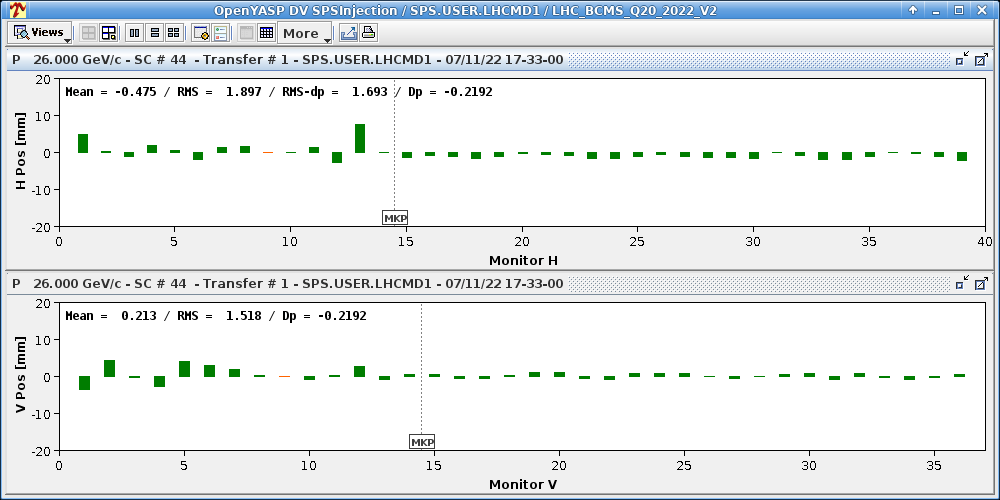 OpenYASP DV SPSInjection / SPS.USER.LHCMD1 / LHC_BCMS_Q20_2022_V2
Views More
P 26.000 GeV/c - SC # 44 - Transfer # 1 - SPS.USER.LHCMD1 - 07/11/22 17-33-00
Mean = -0.475 / RMS = 1.897 / RMS-dp = 1.693 / Dp = -0.2192
H Pos [mm]
20
10
0
-10
-20
MKP
0 5 10 15 20 25 30 35 40
Monitor H
P 26.000 GeV/c - SC # 44 - Transfer # 1 - SPS.USER.LHCMD1 - 07/11/22 17-33-00
Mean = 0.213 / RMS = 1.518 / Dp = -0.2192
V Pos [mm]
20
10
0
-10
-20
MKP
0 5 10 15 20 25 30 35
Monitor V